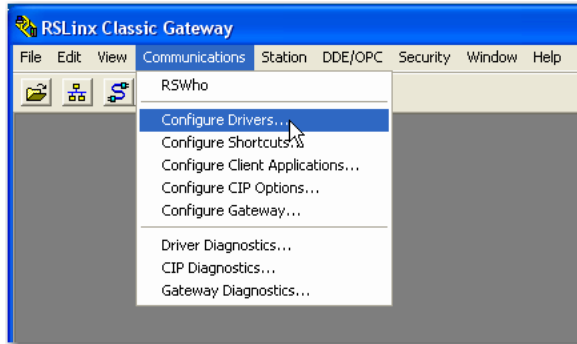 RSLinx Classic Gateway
File Edit View Communications Station DDE/OPC Security Window Help
RSWho
Configure Drivers...
Configure Shortcuts...
Configure Client Applications...
Configure CIP Options...
Configure Gateway...
Driver Diagnostics...
CIP Diagnostics...
Gateway Diagnostics...